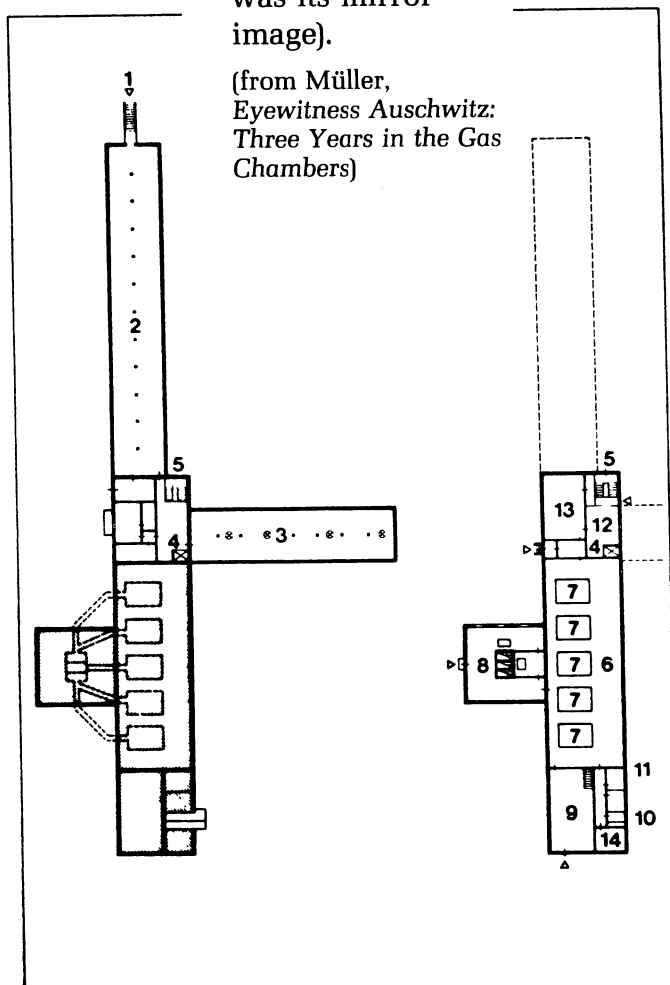 was its mirror
image).
(from Müller,
Eyewitness Auschwitz:
Three Years in the Gas
Chambers)
1
2
5
3
4
5
13
12
4
7
7
8 7 6
7
7
11
9
10
14